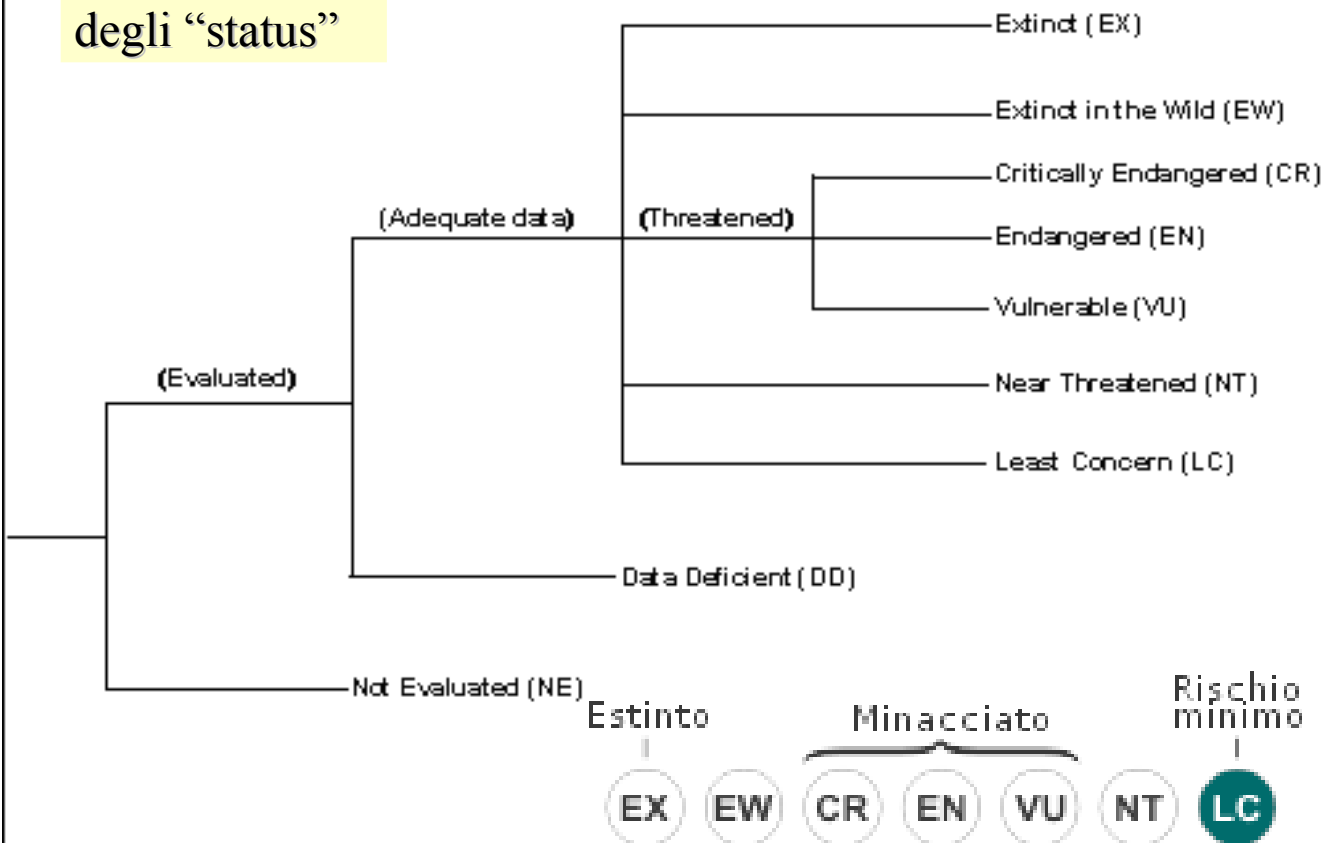 degli “status”
Extinct (EX)
Extinct in the Wild (EW)
Critically Endangered (CR)
(Adequate data)
(Threatened)
Endangered (EN)
Vulnerable (VU)
(Evaluated)
Near Threatened (NT)
Least Concern (LC)
Data Deficient (DD)
Not Evaluated (NE)
Estinto
Minacciato
Rischio
minimo
EX EW CR EN VU NT LC